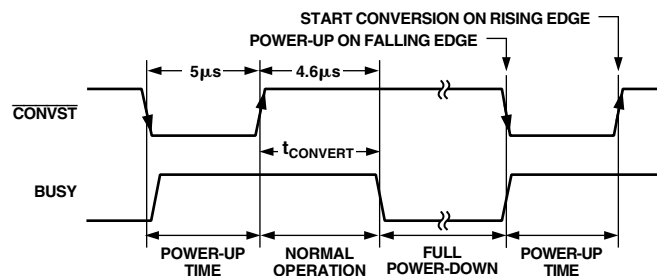 START CONVERSION ON RISING EDGE
POWER-UP ON FALLING EDGE
5µs
4.6µs
CONVST
tCONVERT
BUSY
POWER-UP
TIME
NORMAL
OPERATION
FULL
POWER-DOWN
POWER-UP
TIME